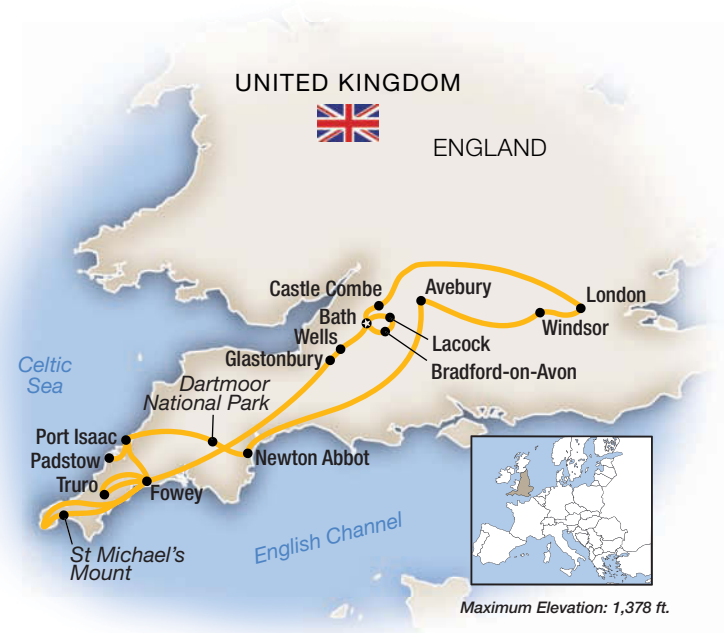 UNITED KINGDOM
ENGLAND
Castle Combe
Avebury
London
Bath
Windsor
Wells
Lacock
Glastonbury
Bradford-on-Avon
Celtic
Sea
Dartmoor
National Park
Port Isaac
Padstow
Newton Abbot
Truro
Fowey
St Michael's
Mount
English Channel
Maximum Elevation: 1,378 ft.